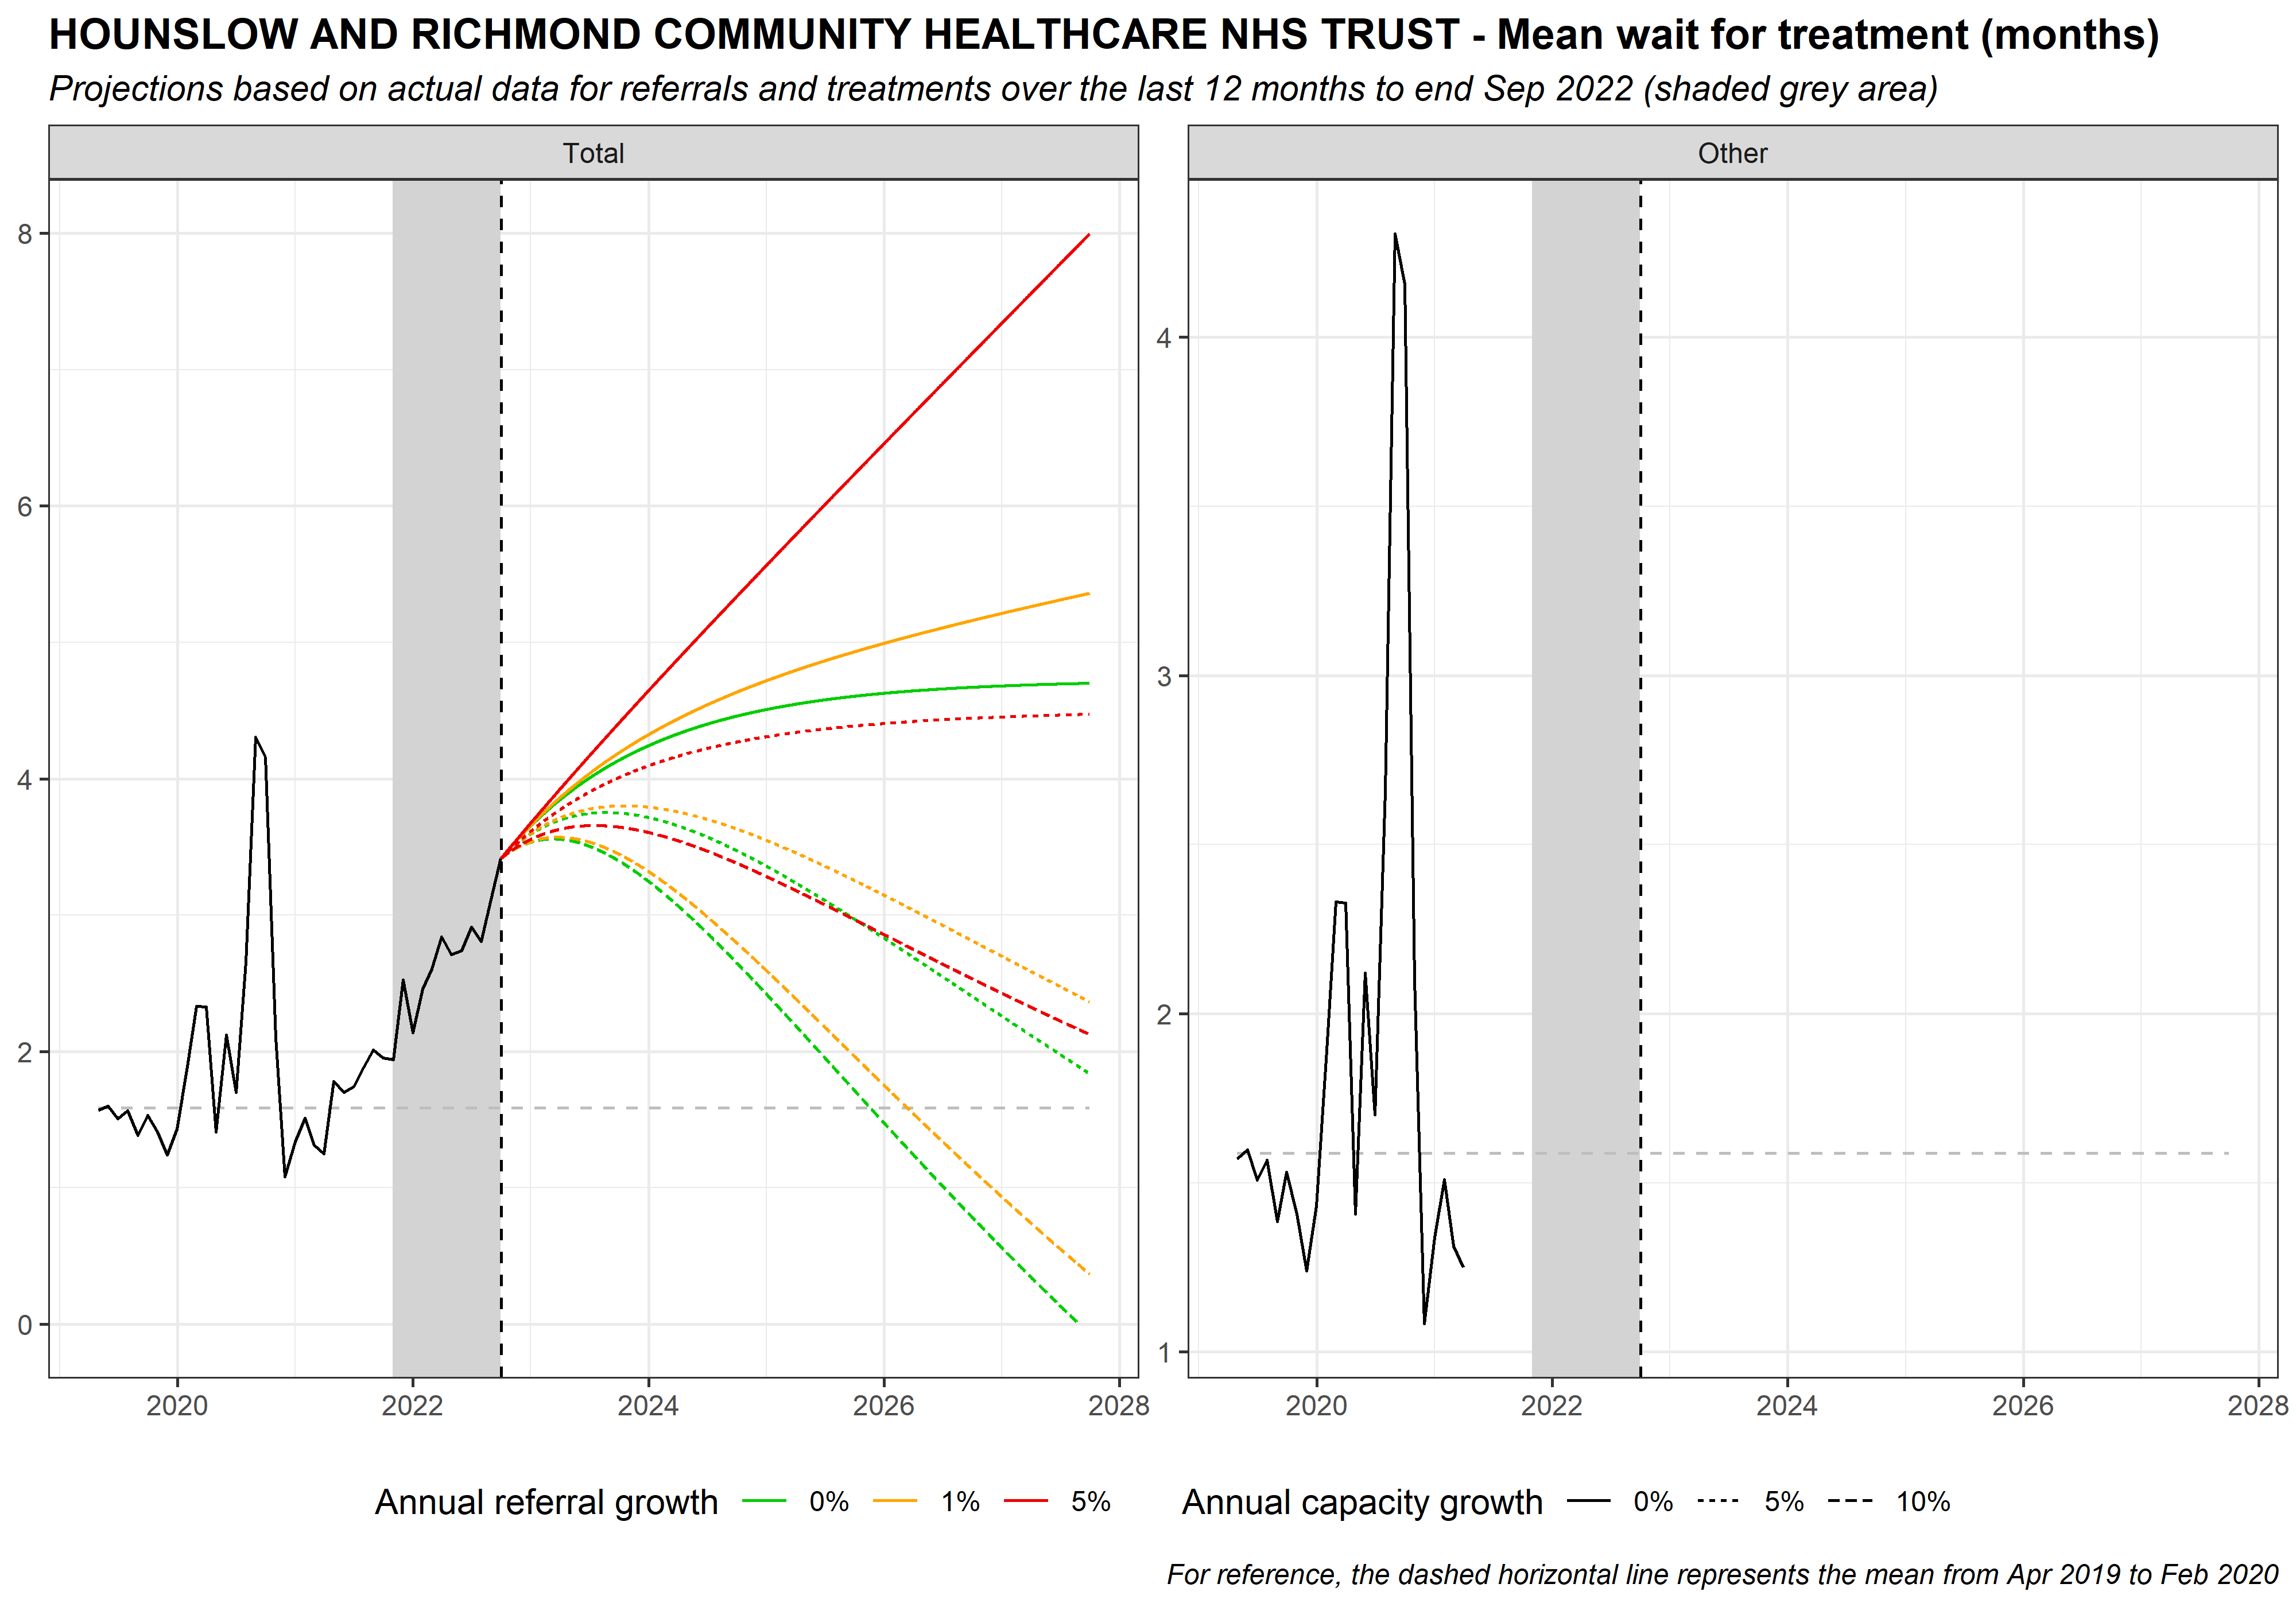 HOUNSLOW AND RICHMOND COMMUNITY HEALTHCARE NHS TRUST - Mean wait for treatment (months)
Projections based on actual data for referrals and treatments over the last 12 months to end Sep 2022 (shaded grey area)
Total
Other
8
6
4
2
0
4
3
2
1
2020 2022 2024 2026 2028
2020 2022 2024 2026 2028
Annual referral growth 0% 1% 5%
Annual capacity growth 0% 5% 10%
For reference, the dashed horizontal line represents the mean from Apr 2019 to Feb 2020